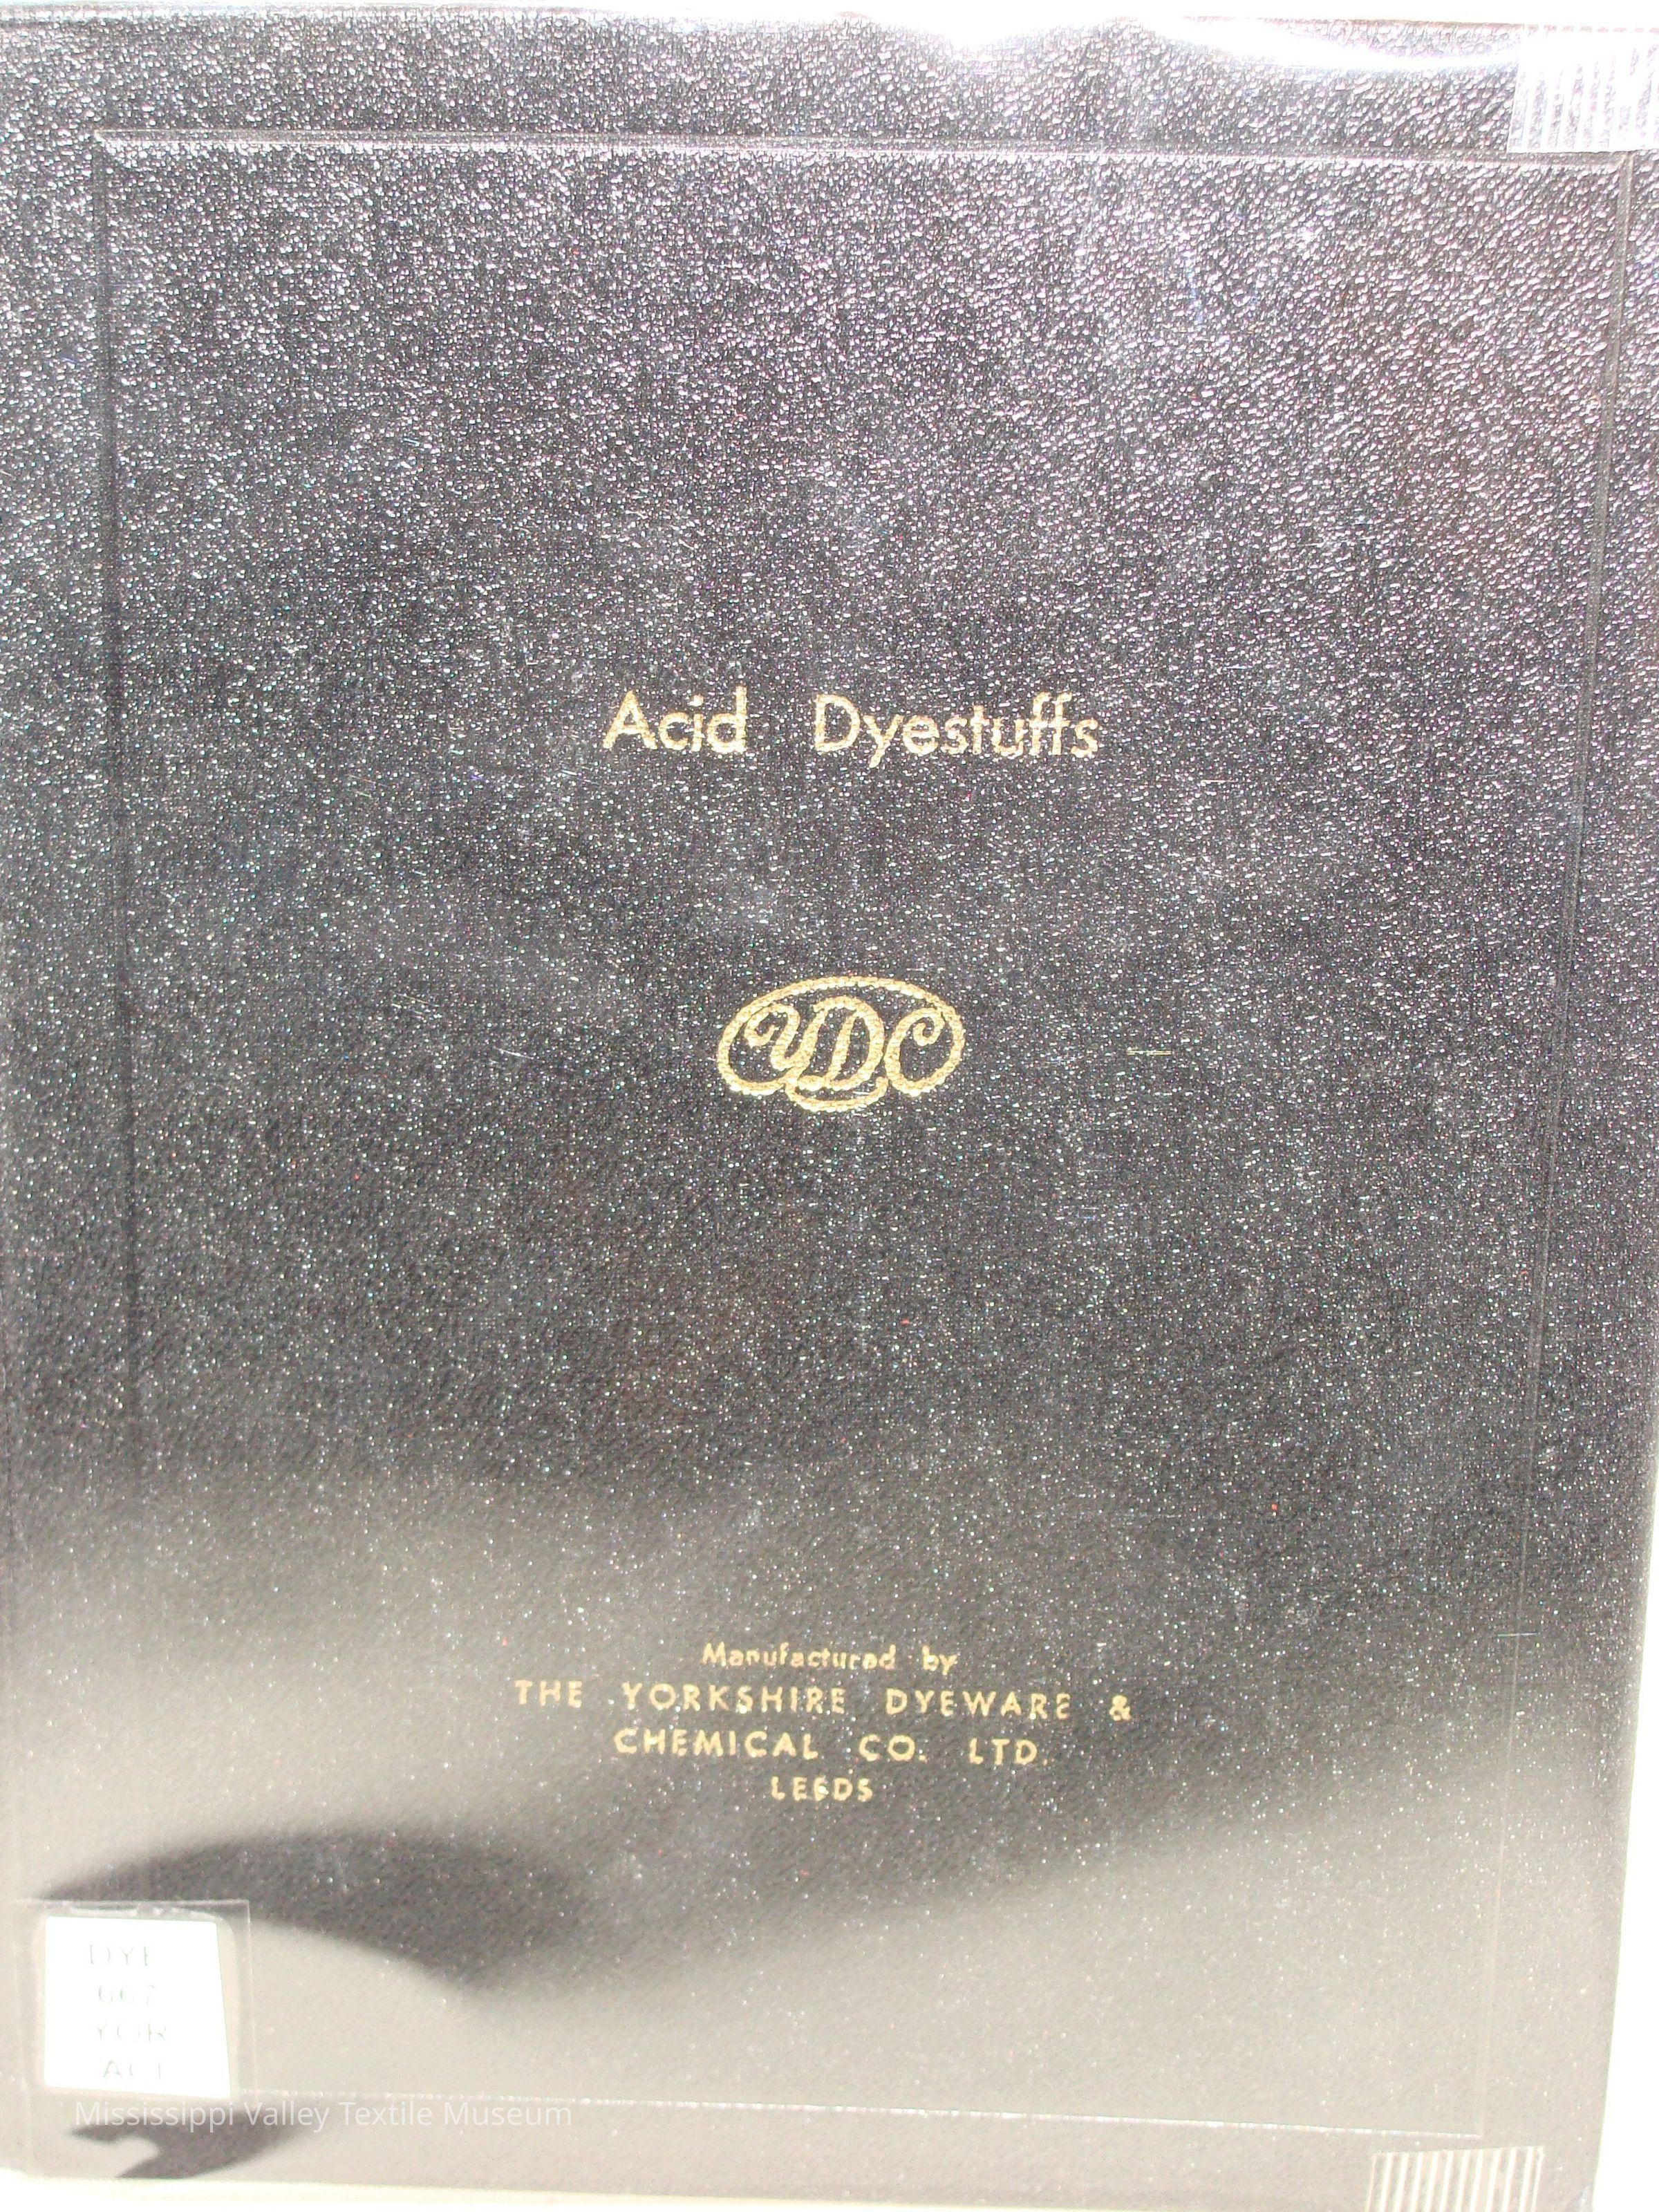 Acid Dyestuffs
YDC
Manufactured by
THE YORKSHIRE DYEWARE &
CHEMICAL CO. LTD.
LEEDS
DYE
667
YOR
ACI
Mississippi Valley Textile Museum